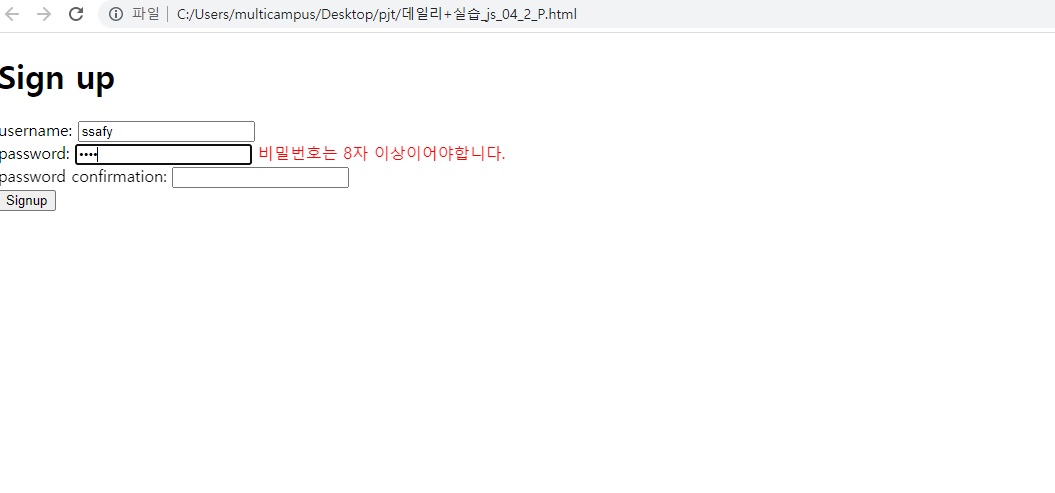 파일 C:/Users/multicampus/Desktop/pjt/데일리+실습_js_04_2_P.html
Sign up
username: ssafy
password: •••• 비밀번호는 8자 이상이어야합니다.
password confirmation:
Signup